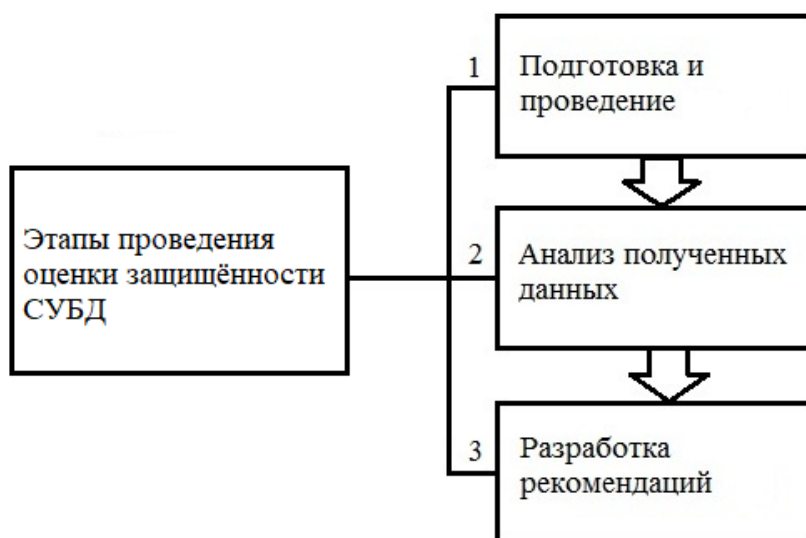 Этапы проведения
оценки защищённости
СУБД
1
Подготовка и
проведение
2
Анализ полученных
данных
3
Разработка
рекомендаций